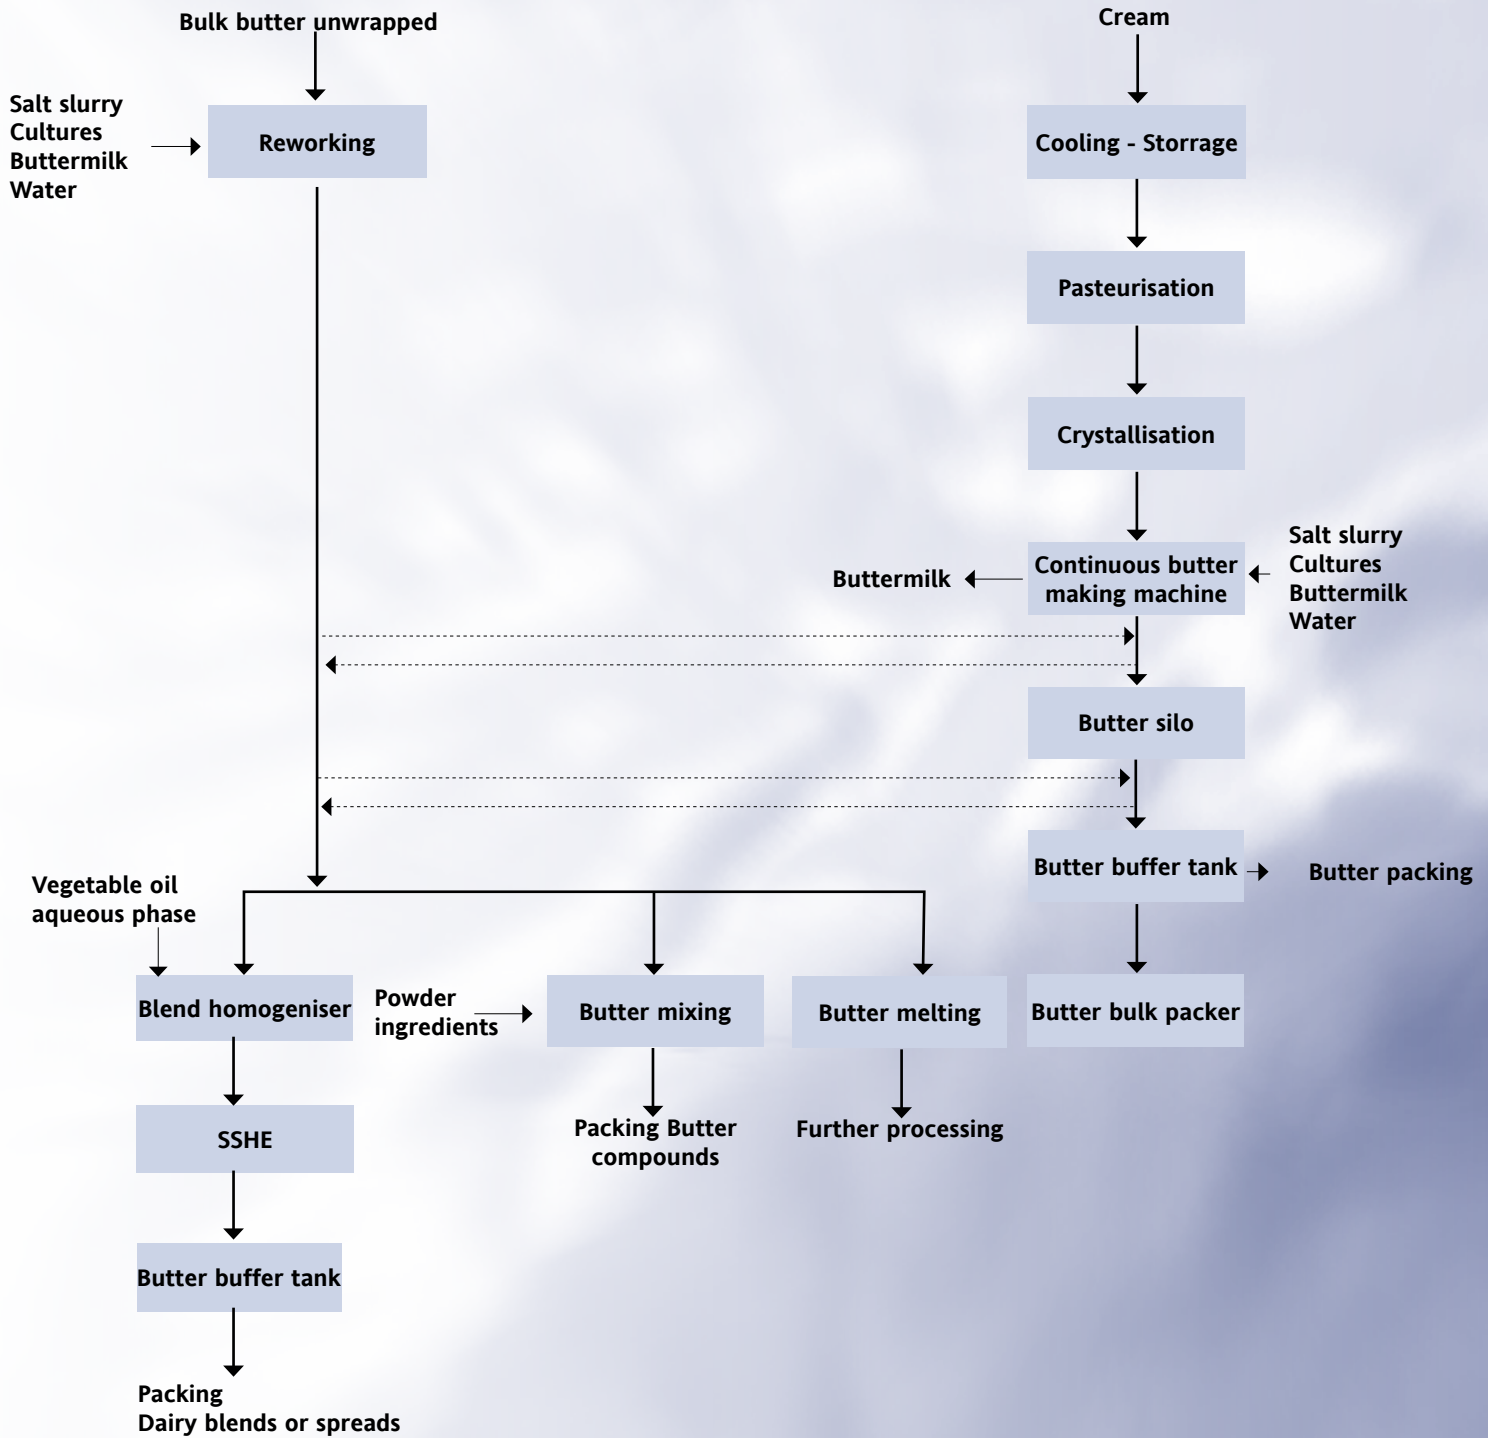 Bulk butter unwrapped
Cream
Salt slurry
Cultures
Buttermilk
Water
Reworking
Cooling - Storrage
Pasteurisation
Crystallisation
Continuous butter
making machine
Buttermilk
Salt slurry
Cultures
Buttermilk
Water
Butter silo
Butter buffer tank
Butter packing
Vegetable oil
aqueous phase
Blend homogeniser
Powder
ingredients
Butter mixing
Butter melting
Butter bulk packer
SSHE
Packing Butter
compounds
Further processing
Butter buffer tank
Packing
Dairy blends or spreads